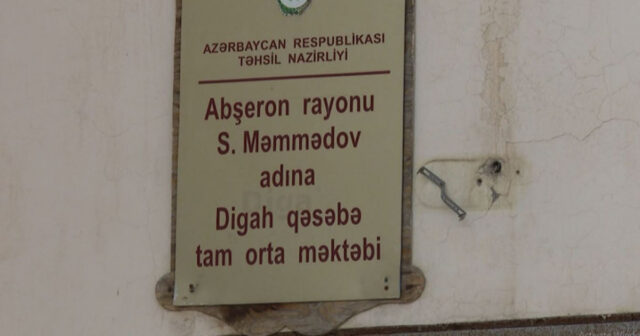 AZƏRBAYCAN RESPUBLİKASI
TƏHSİL NAZİRLİYİ
Abşeron rayonu
S. Məmmədov
adına
Digah qəsəbə
tam orta məktəbi